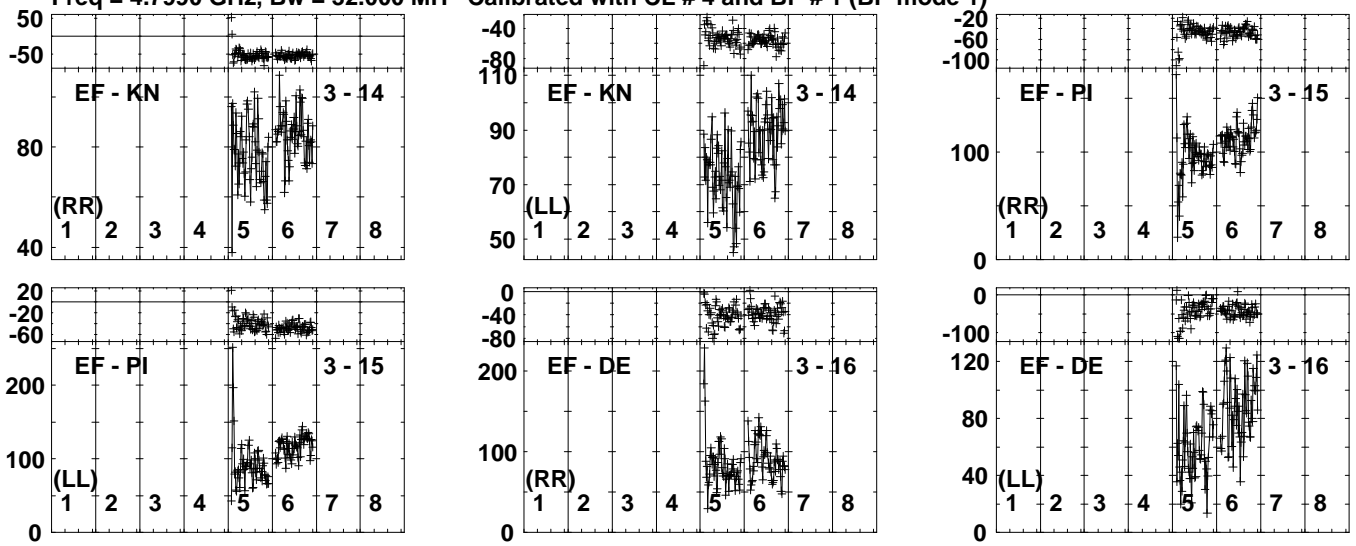 Freq = GHz, Bw = 32.000 MH Calibrated with CL # 4 and BP # 1 (BP mode 1)
50
-50
EF - KN 3 - 14
80
40
(RR)
1 2 3 4 5 6 7 8
-40
-80
110
EF - KN 3 - 14
90
70
50
(LL)
1 2 3 4 5 6 7 8
-20
-60
-100
EF - PI 3 - 15
100
0
(RR)
1 2 3 4 5 6 7 8
20
-20
-60
EF - PI 3 - 15
200
100
0
(LL)
1 2 3 4 5 6 7 8
0
-40
-80
EF - DE 3 - 16
200
100
0
(RR)
1 2 3 4 5 6 7 8
0
-100
EF - DE 3 - 16
120
80
40
0
(LL)
1 2 3 4 5 6 7 8